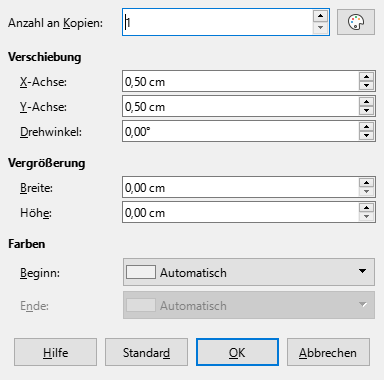 Anzahl an Kopien: 1
Verschiebung
X-Achse: 0,50 cm
Y-Achse: 0,50 cm
Drehwinkel: 0,00°
Vergrößerung
Breite: 0,00 cm
Höhe: 0,00 cm
Farben
Beginn: Automatisch
Ende: Automatisch
Hilfe Standard OK Abbrechen